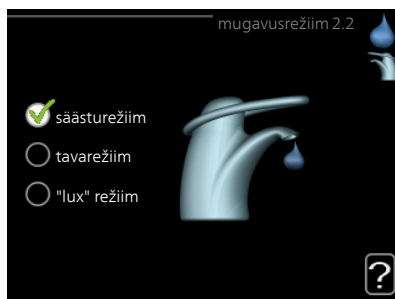 mugavusrežiim 2.2
säästurežiim
tavarežiim
"lux" režiim
?